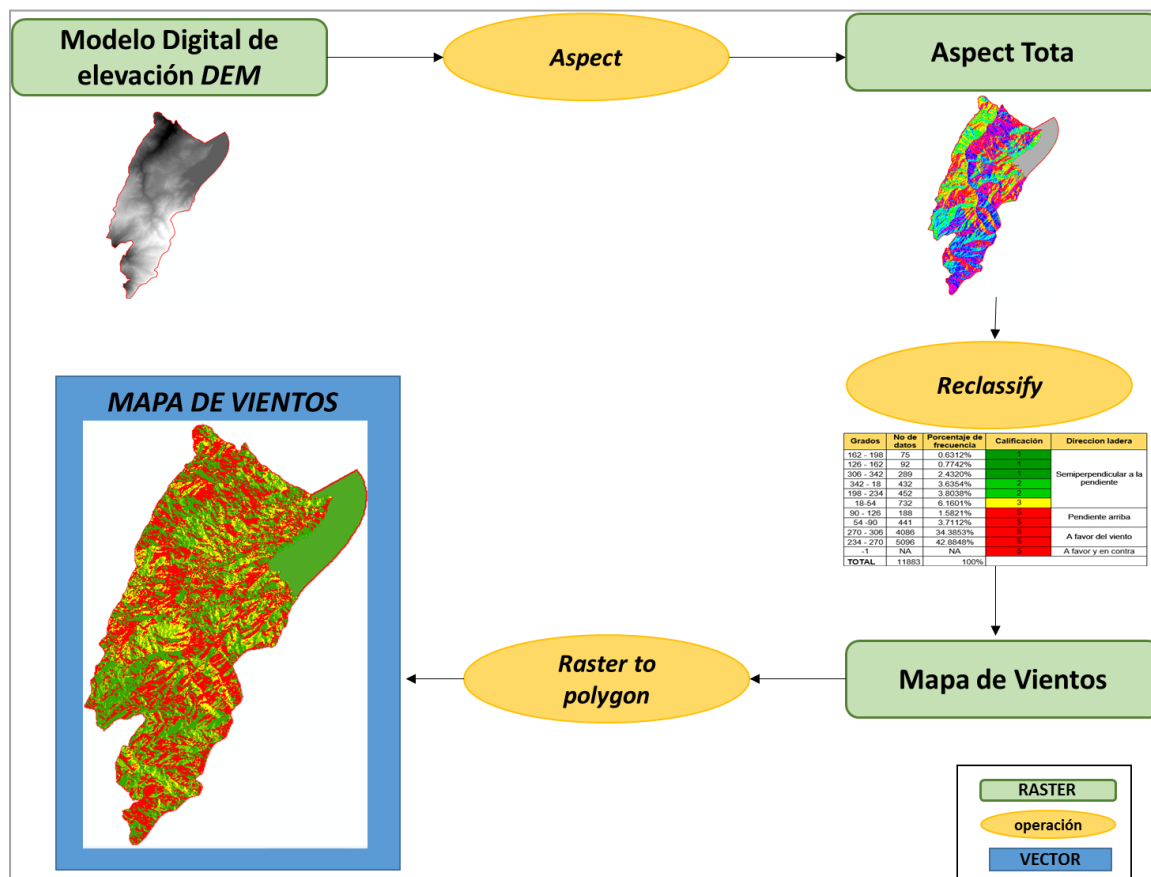 Modelo Digital de
elevación DEM
Aspect
Aspect Tota
Reclassify
Grados No de datos Porcentaje de frecuencia Calificación Direccion ladera
162 - 198 75 0.6312% 1 Semiperpendicular a la pendiente
126 - 162 92 0.7742% 1
306 - 342 289 2.4320% 1
342 - 18 432 3.6354% 2
198 - 234 452 3.8038% 2
18-54 732 6.1601% 3
90 - 126 188 1.5821% 5 Pendiente arriba
54 -90 441 3.7112% 5
270 - 306 4086 34.3853% 5 A favor del viento
234 - 270 5096 42.8848% 5
-1 NA NA 5 A favor y en contra
TOTAL 11883 100%
MAPA DE VIENTOS
Raster to
polygon
Mapa de Vientos
RASTER
operación
VECTOR